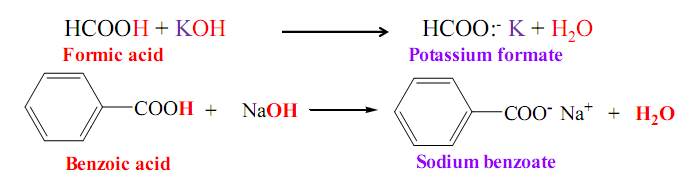 HCOOH + KOH HCOO:- K + H2O
Formic acid Potassium formate
COOH + NaOH COO- Na+ + H2O
Benzoic acid Sodium benzoate